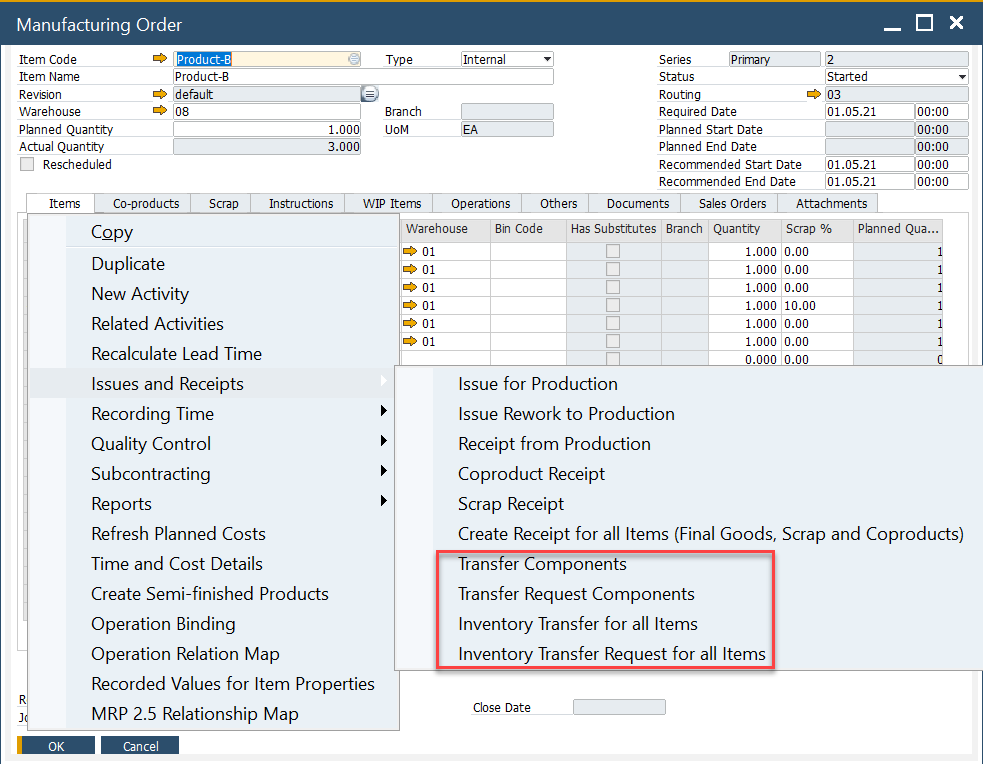 Manufacturing Order
Item Code Product-B Type Internal Series Primary 2
Item Name Product-B Status Started
Revision default Routing 03
Warehouse 08 Branch Required Date 01.05.21 00:00
Planned Quantity 1.000 UoM EA Planned Start Date 00:00
Actual Quantity 3.000 Planned End Date 00:00
Rescheduled Recommended Start Date 01.05.21 00:00
Recommended End Date 01.05.21 00:00
Items Co-products Scrap Instructions WIP Items Operations Others Documents Sales Orders Attachments
Warehouse Bin Code Has Substitutes Branch Quantity Scrap % Planned Qua...
01 1.000 0.00 1
01 1.000 0.00 1
01 1.000 0.00 1
01 1.000 10.00 1
01 1.000 0.00 1
01 1.000 0.00 1
0.000 0.00
Copy
Duplicate
New Activity
Related Activities
Recalculate Lead Time
Issues and Receipts
Recording Time
Quality Control
Subcontracting
Reports
Refresh Planned Costs
Time and Cost Details
Create Semi-finished Products
Operation Binding
Operation Relation Map
Recorded Values for Item Properties
MRP 2.5 Relationship Map
Issue for Production
Issue Rework to Production
Receipt from Production
Coproduct Receipt
Scrap Receipt
Create Receipt for all Items (Final Goods, Scrap and Coproducts)
Transfer Components
Transfer Request Components
Inventory Transfer for all Items
Inventory Transfer Request for all Items
Close Date
OK Cancel